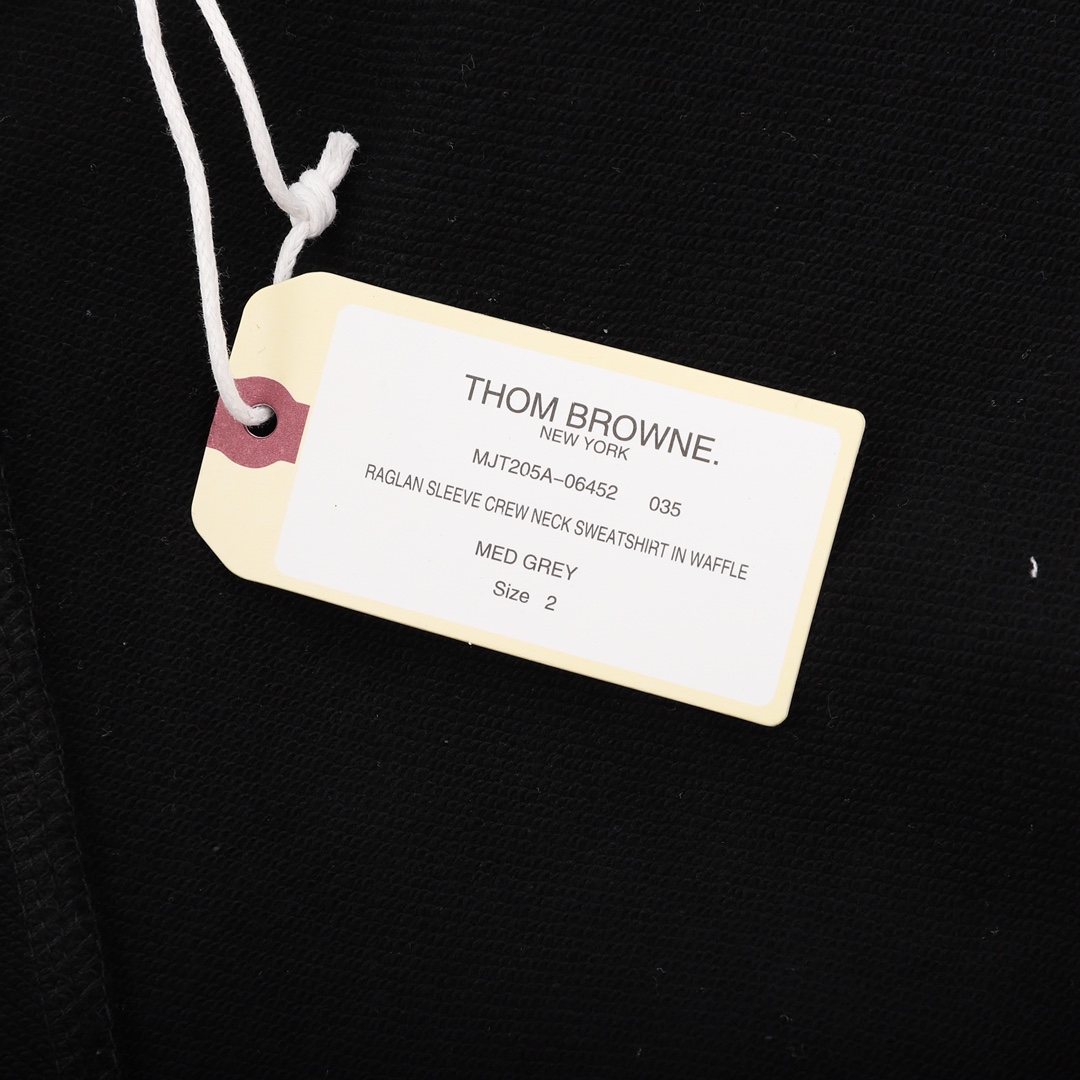 THOM BROWNE.
NEW YORK
MJT205A-06452 035
RAGLAN SLEEVE CREW NECK SWEATSHIRT IN WAFFLE
MED GREY
Size 2